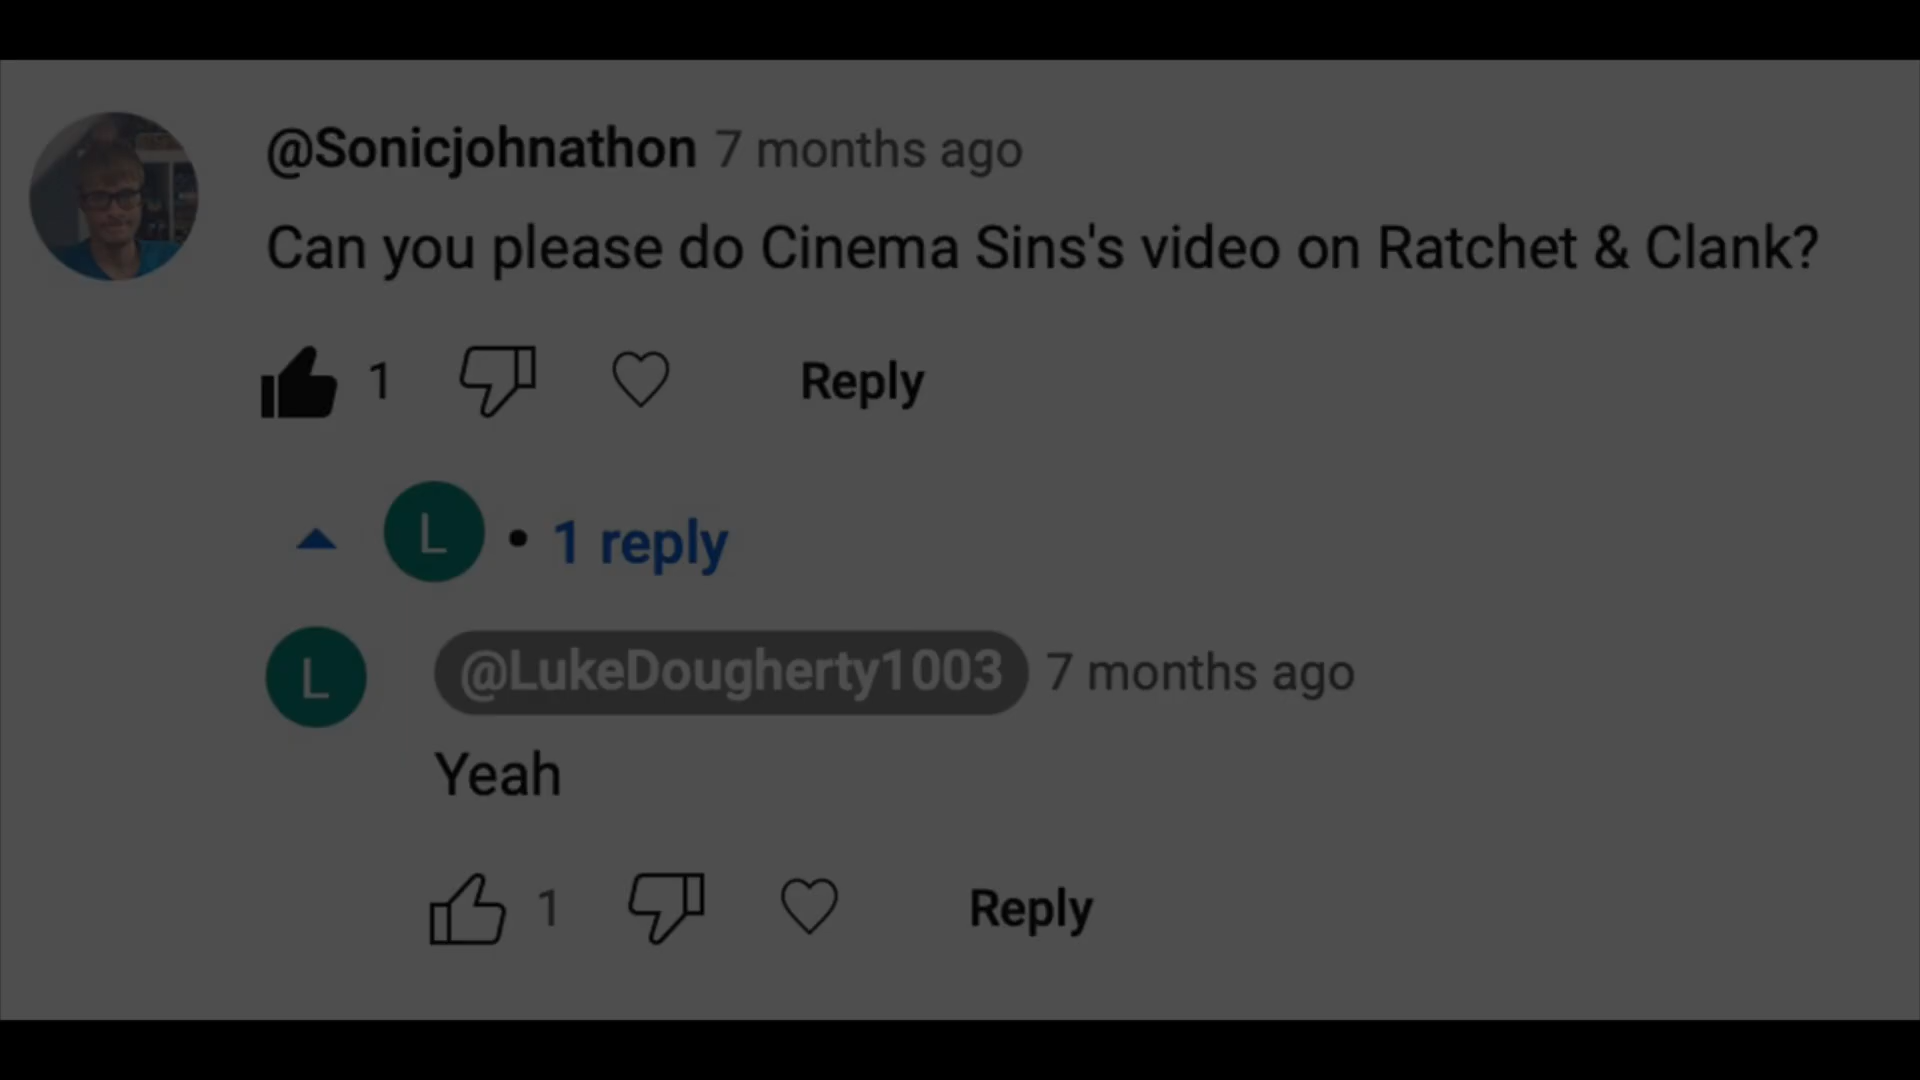 @Sonicjohnathon 7 months ago
Can you please do Cinema Sins's video on Ratchet & Clank?
1 Reply
L • 1 reply
L @LukeDougherty1003 7 months ago
Yeah
1 Reply